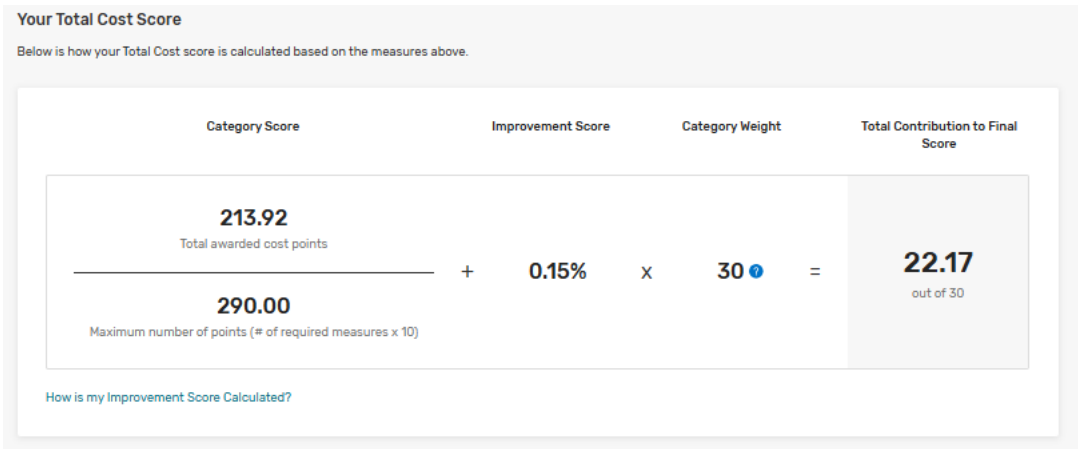 Your Total Cost Score
Below is how your Total Cost score is calculated based on the measures above.
Category Score
Improvement Score
Category Weight
Total Contribution to Final
Score
213.92
Total awarded cost points
290.00
Maximum number of points (# of required measures x 10)
+
0.15%
x
30 ?
=
22.17
out of 30
How is my Improvement Score Calculated?